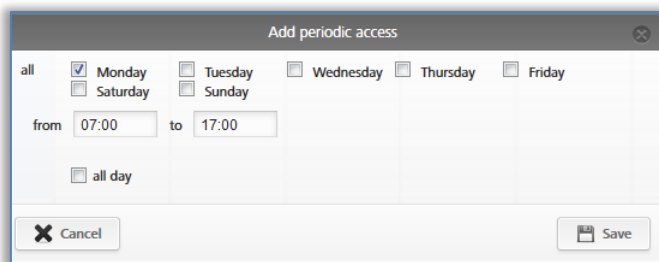 Add periodic access
all Monday Tuesday Wednesday Thursday Friday
Saturday Sunday
from 07:00 to 17:00
all day
Cancel Save